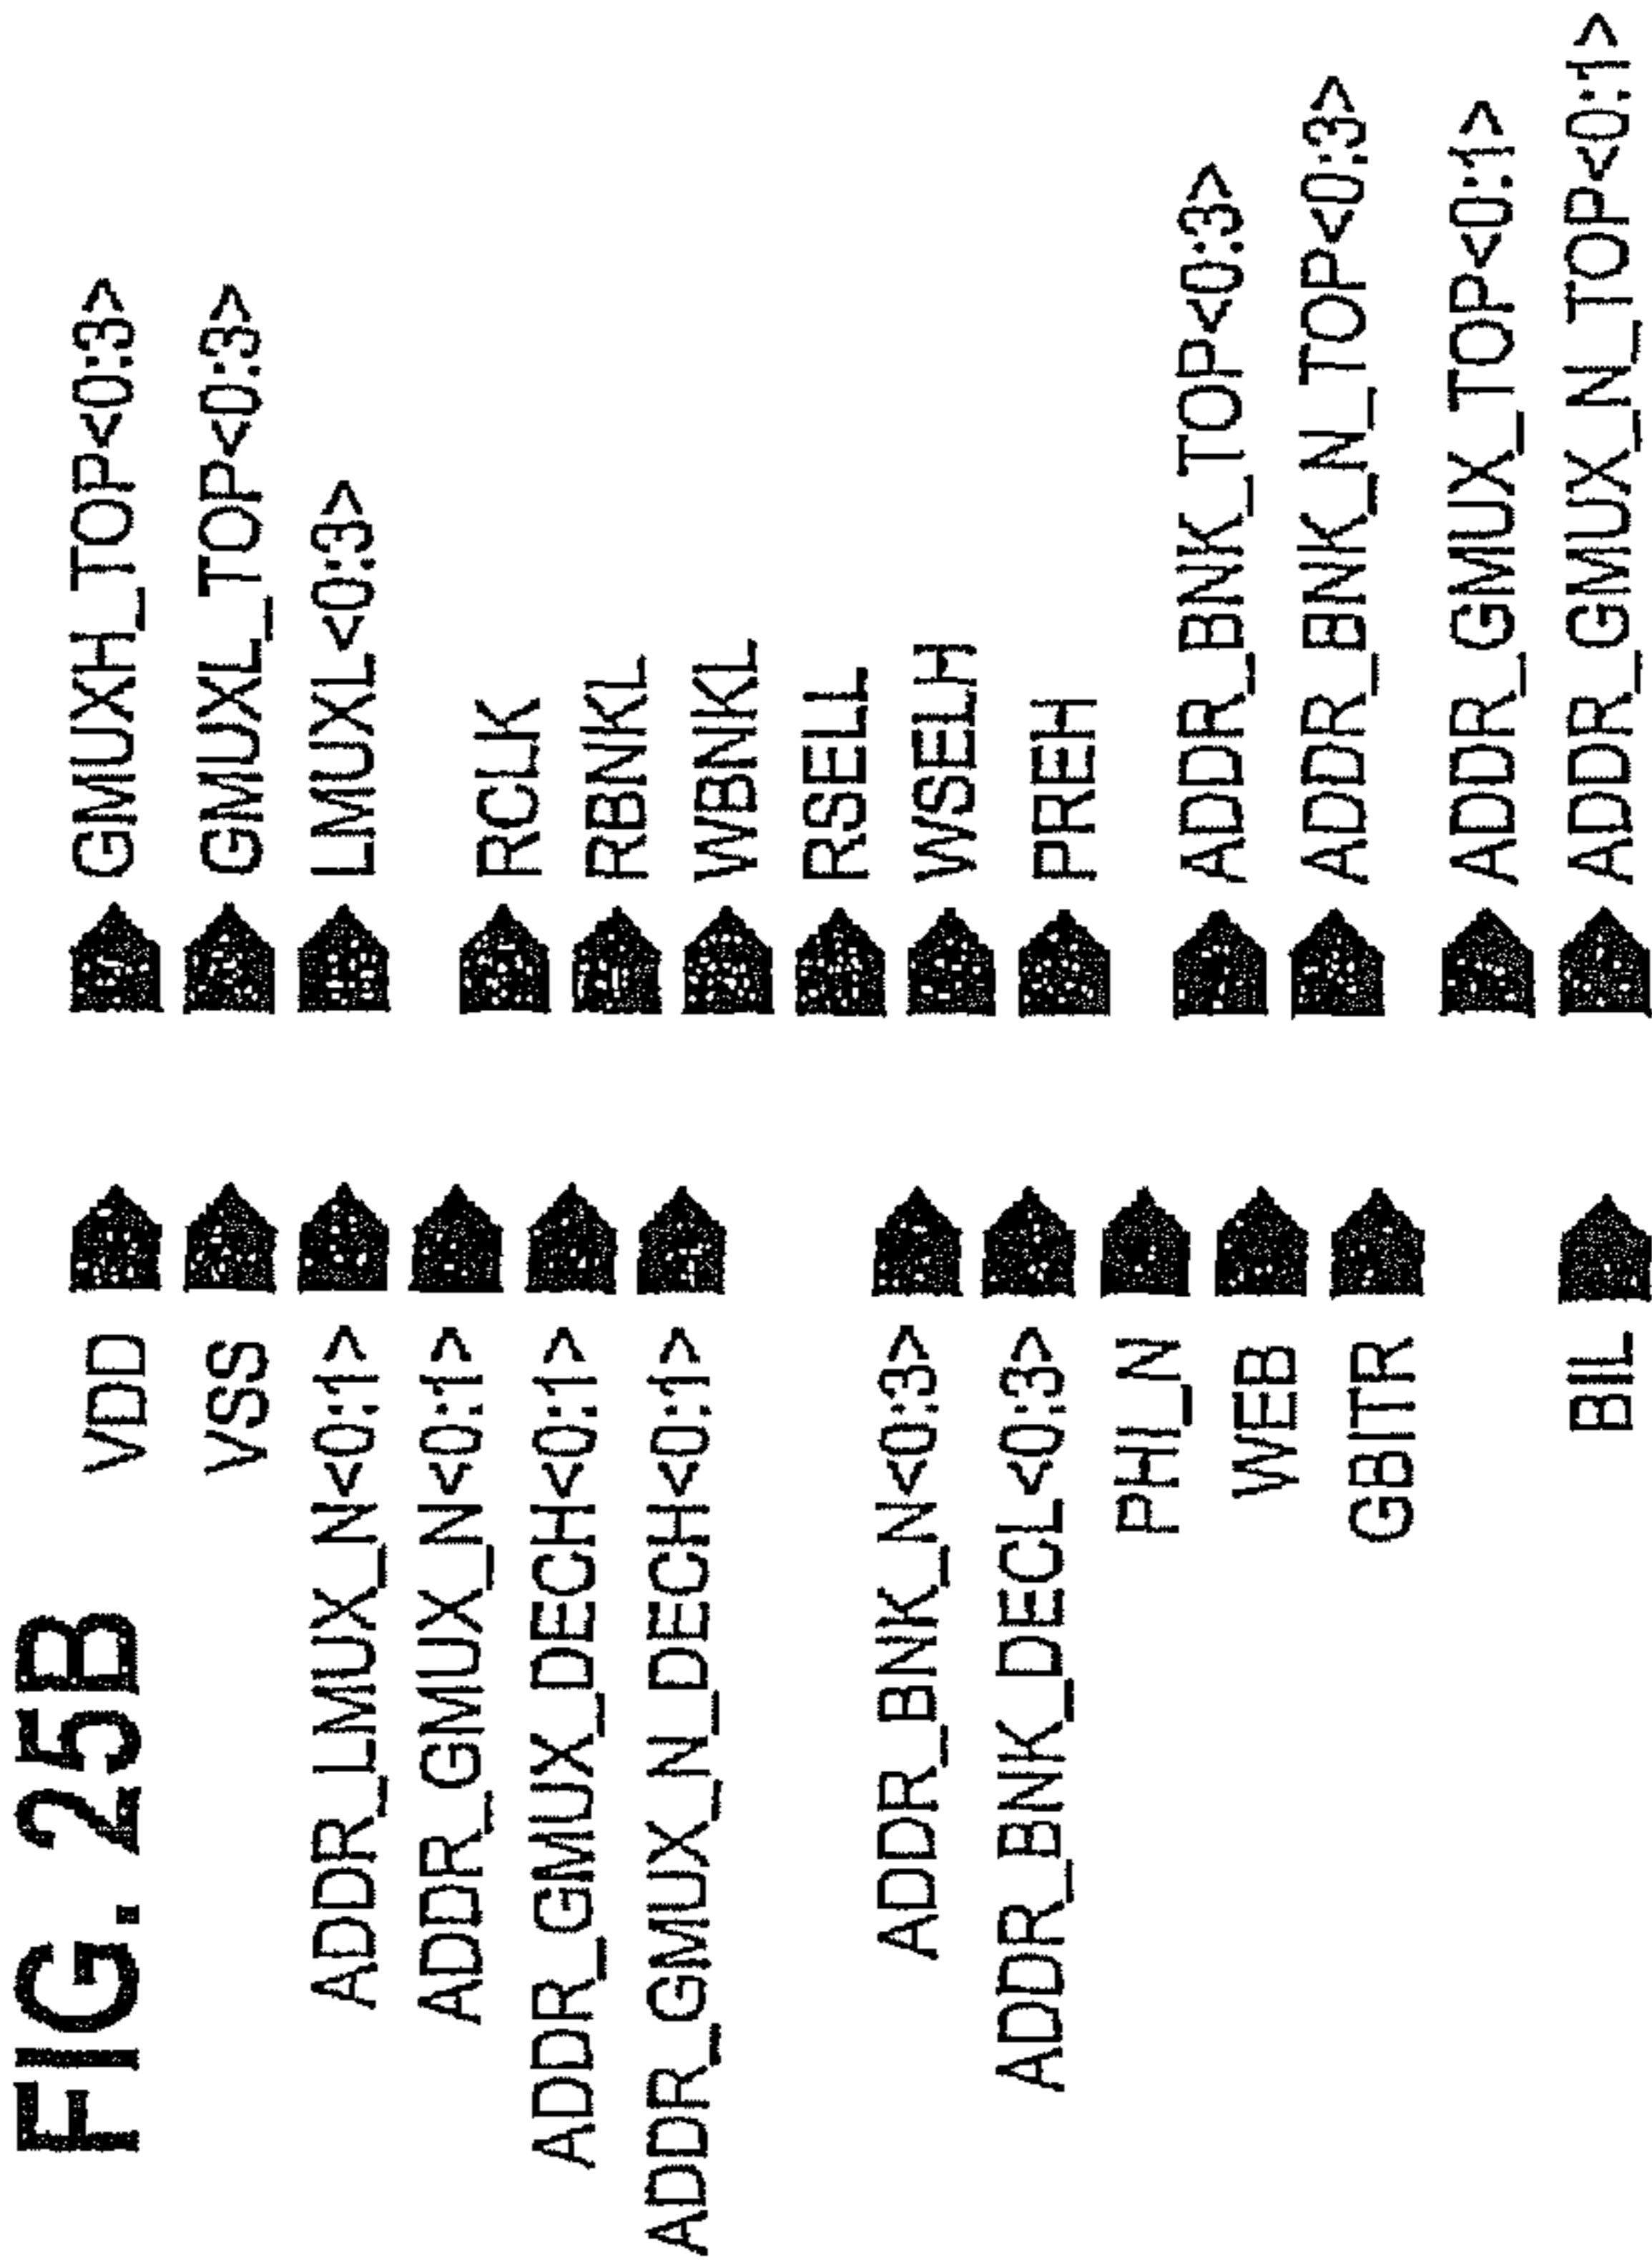 FIG. 25B
VDD
VSS
ADDR_LMUX_N<0:1>
ADDR_GMUX_N<0:1>
ADDR_GMUX_DECH<0:1>
ADDR_GMUX_N_DECH<0:1>
ADDR_BNK_N<0:3>
ADDR_BNK_DECL<0:3>
PHI_N
WEB
GBITR
BIL
GMUXH_TOP<0:3>
GMUXL_TOP<0:3>
LMUXL<0:3>
RCLK
RBNKL
WBNKL
RSELL
WSELH
PREH
ADDR_BNK_TOP<0:3>
ADDR_BNK_N_TOP<0:3>
ADDR_GMUX_TOP<0:1>
ADDR_GMUX_N_TOP<0:1>